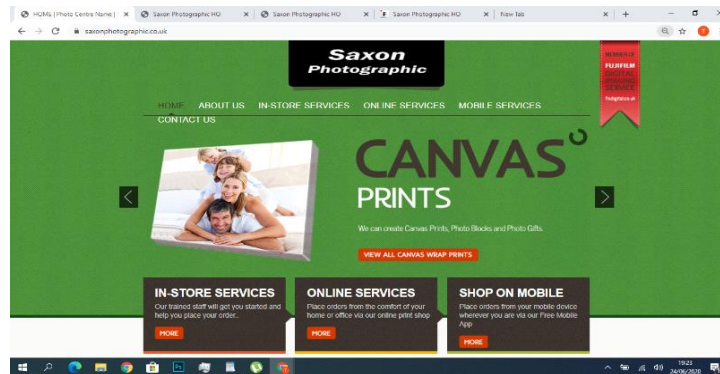 HOME | Photo Centre Name |
Saxon Photographic HO
Saxon Photographic HO
Saxon Photographic HO
New Tab
saxonphotographic.co.uk
Saxon
Photographic
MEMBER OF
FUJIFILM
DIGITAL
IMAGING
SERVICE
fujidigital.co.uk
HOME ABOUT US IN-STORE SERVICES ONLINE SERVICES MOBILE SERVICES
CONTACT US
CANVAS
PRINTS
We can create Canvas Prints, Photo Blocks and Photo Gifts.
VIEW ALL CANVAS WRAP PRINTS
IN-STORE SERVICES
Our trained staff will get you started and
help you place your order..
MORE
ONLINE SERVICES
Place orders from the comfort of your
home or office via our online print shop
MORE
SHOP ON MOBILE
Place orders from your mobile device
wherever you are via our Free Mobile
App
MORE
Ps
19:23
24/06/2020